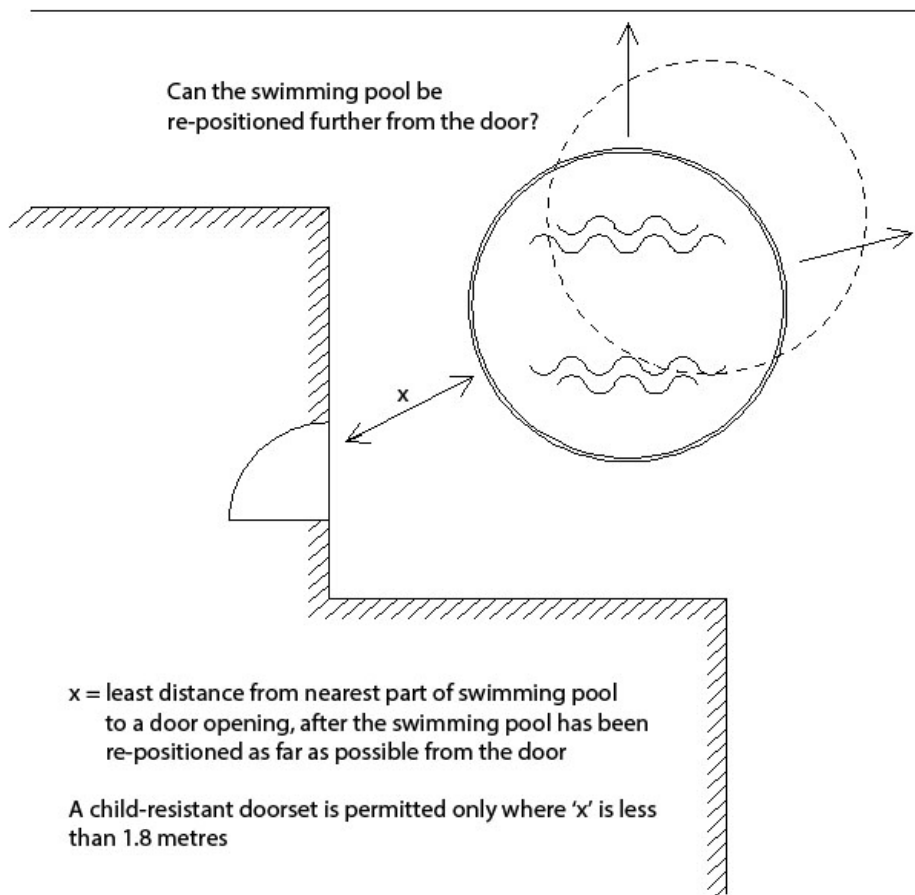 Can the swimming pool be
re-positioned further from the door?
x
x = least distance from nearest part of swimming pool
to a door opening, after the swimming pool has been
re-positioned as far as possible from the door
A child-resistant doorset is permitted only where ‘x’ is less
than 1.8 metres